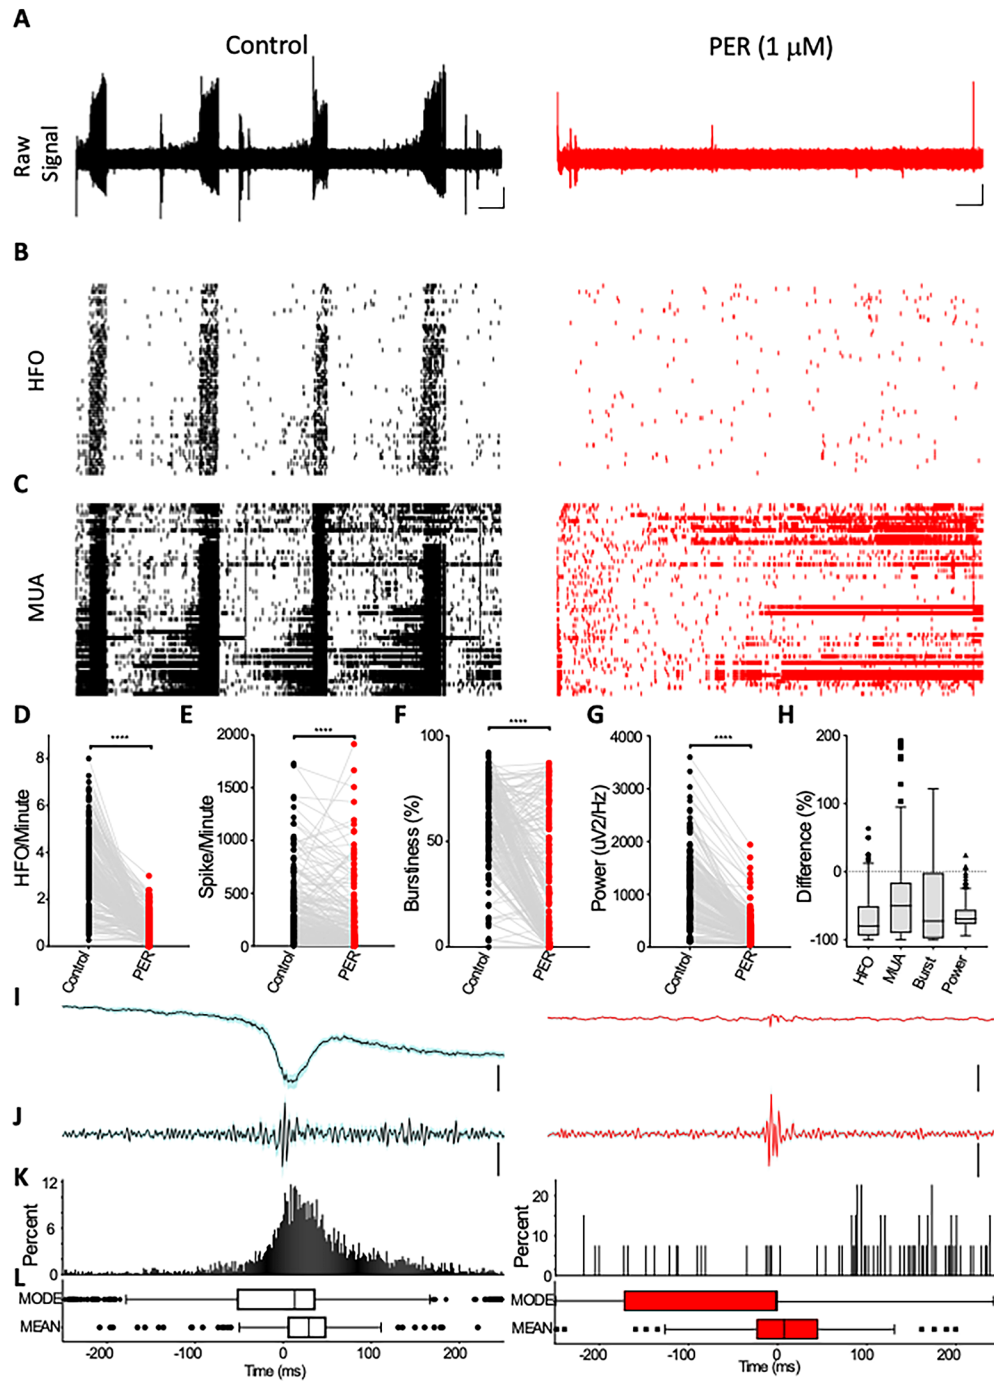 A
Control
PER (1 μM)
Raw
Signal
B
HFO
C
MUA
D
E
F
G
H
****
****
****
****
HFO/Minute
8
6
4
2
0
Control
PER
Spike/Minute
2000
1500
1000
500
0
Control
PER
Burstiness (%)
100
50
0
Control
PER
Power (uV2/Hz)
4000
3000
2000
1000
0
Control
PER
Difference (%)
200
100
0
-100
HFO
MUA
Burst
Power
I
J
K
Percent
12
6
0
Percent
20
10
0
L
MODE
MEAN
-200
-100
0
100
200
Time (ms)
MODE
MEAN
-200
-100
0
100
200
Time (ms)